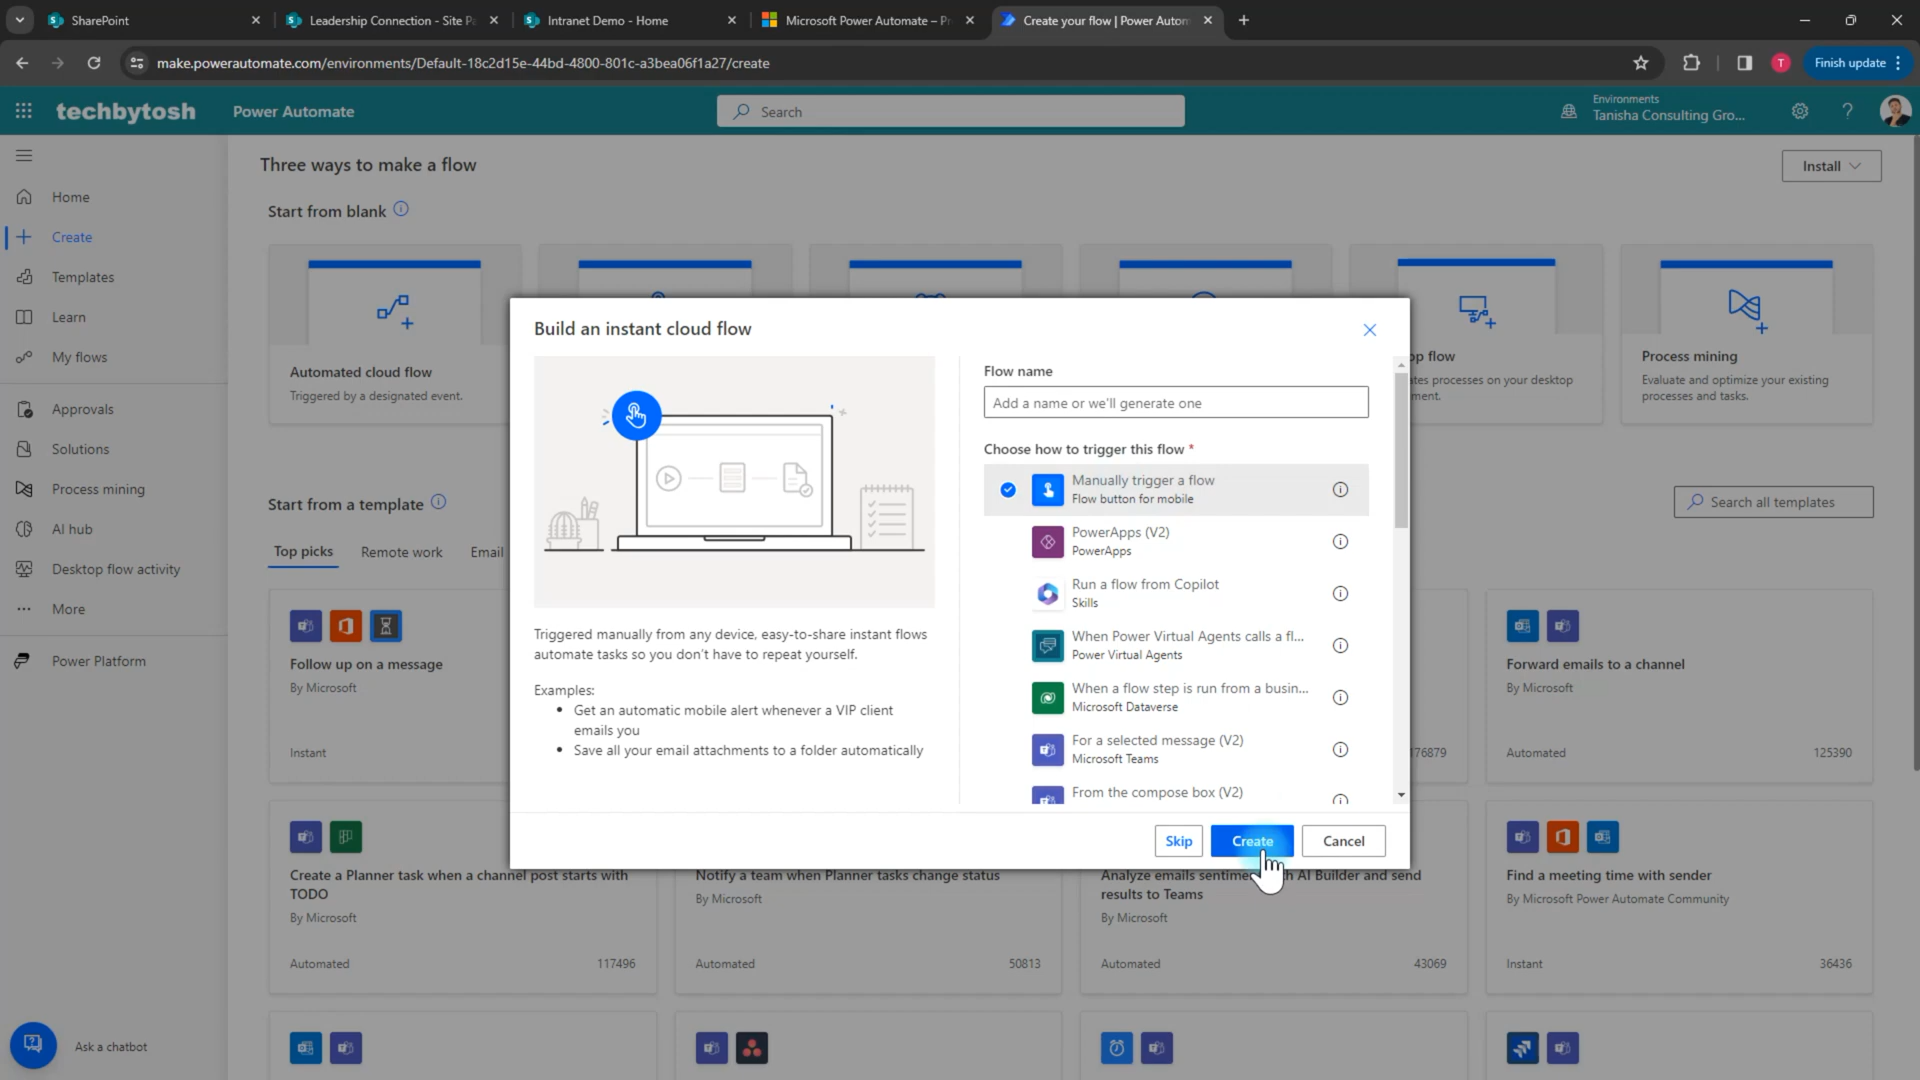 SharePoint
Leadership Connection - Site Pa
Intranet Demo - Home
Microsoft Power Automate – Pr
Create your flow | Power Autom
make.powerautomate.com/environments/Default-18c2d15e-44bd-4800-801c-a3bea06f1a27/create
T
Finish update
techbytosh
Power Automate
Search
Environments
Tanisha Consulting Gro...
?
Home
Create
Templates
Learn
My flows
Approvals
Solutions
Process mining
AI hub
Desktop flow activity
More
Power Platform
Ask a chatbot
Three ways to make a flow
Install
Start from blank
Automated cloud flow
Triggered by a designated event.
op flow
ates processes on your desktop
ment.
Process mining
Evaluate and optimize your existing
processes and tasks.
Start from a template
Search all templates
Top picks
Remote work
Email
Follow up on a message
By Microsoft
Instant
176879
Forward emails to a channel
By Microsoft
Automated
125390
Build an instant cloud flow
Triggered manually from any device, easy-to-share instant flows
automate tasks so you don't have to repeat yourself.
Examples:
• Get an automatic mobile alert whenever a VIP client
emails you
• Save all your email attachments to a folder automatically
Flow name
Add a name or we'll generate one
Choose how to trigger this flow *
Manually trigger a flow
Flow button for mobile
PowerApps (V2)
PowerApps
Run a flow from Copilot
Skills
When Power Virtual Agents calls a fl...
Power Virtual Agents
When a flow step is run from a busin...
Microsoft Dataverse
For a selected message (V2)
Microsoft Teams
From the compose box (V2)
Skip
Create
Cancel
Create a Planner task when a channel post starts with
TODO
By Microsoft
Automated
117496
Notify a team when Planner tasks change status
By Microsoft
Automated
50813
Analyze emails sentime h AI Builder and send
results to Teams
By Microsoft
Automated
43069
Find a meeting time with sender
By Microsoft Power Automate Community
Instant
36436